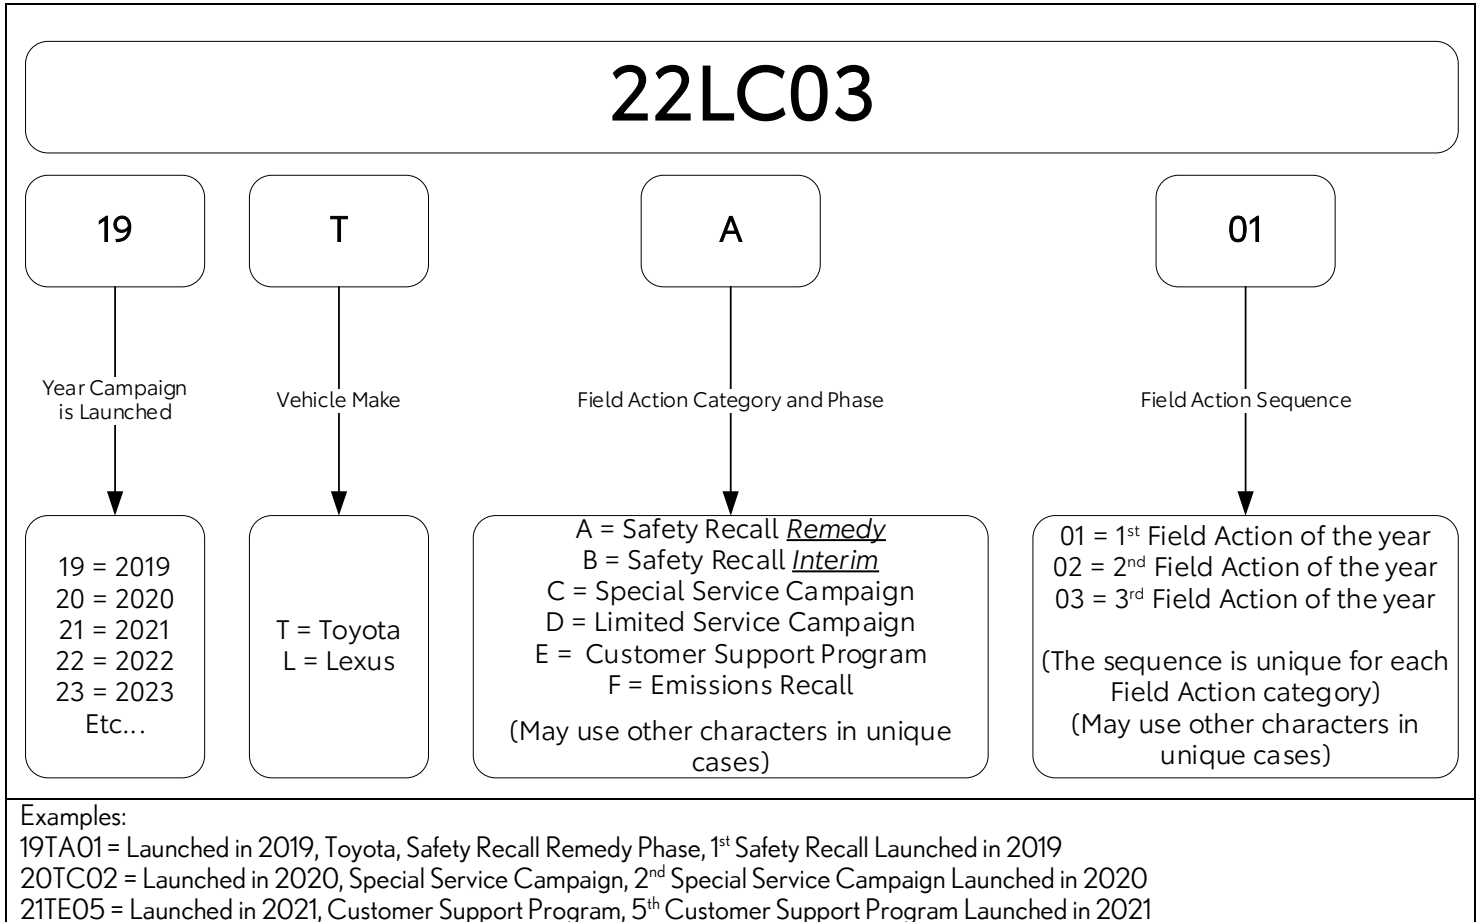 22LC03
19
T
A
01
Year Campaign
is Launched
Vehicle Make
Field Action Category and Phase
Field Action Sequence
19 = 2019
20 = 2020
21 = 2021
22 = 2022
23 = 2023
Etc...
T = Toyota
L = Lexus
A = Safety Recall Remedy
B = Safety Recall Interim
C = Special Service Campaign
D = Limited Service Campaign
E = Customer Support Program
F = Emissions Recall
(May use other characters in unique
cases)
01 = 1st Field Action of the year
02 = 2nd Field Action of the year
03 = 3rd Field Action of the year
(The sequence is unique for each
Field Action category)
(May use other characters in
unique cases)
Examples:
19TA01 = Launched in 2019, Toyota, Safety Recall Remedy Phase, 1st Safety Recall Launched in 2019
20TC02 = Launched in 2020, Special Service Campaign, 2nd Special Service Campaign Launched in 2020
21TE05 = Launched in 2021, Customer Support Program, 5th Customer Support Program Launched in 2021